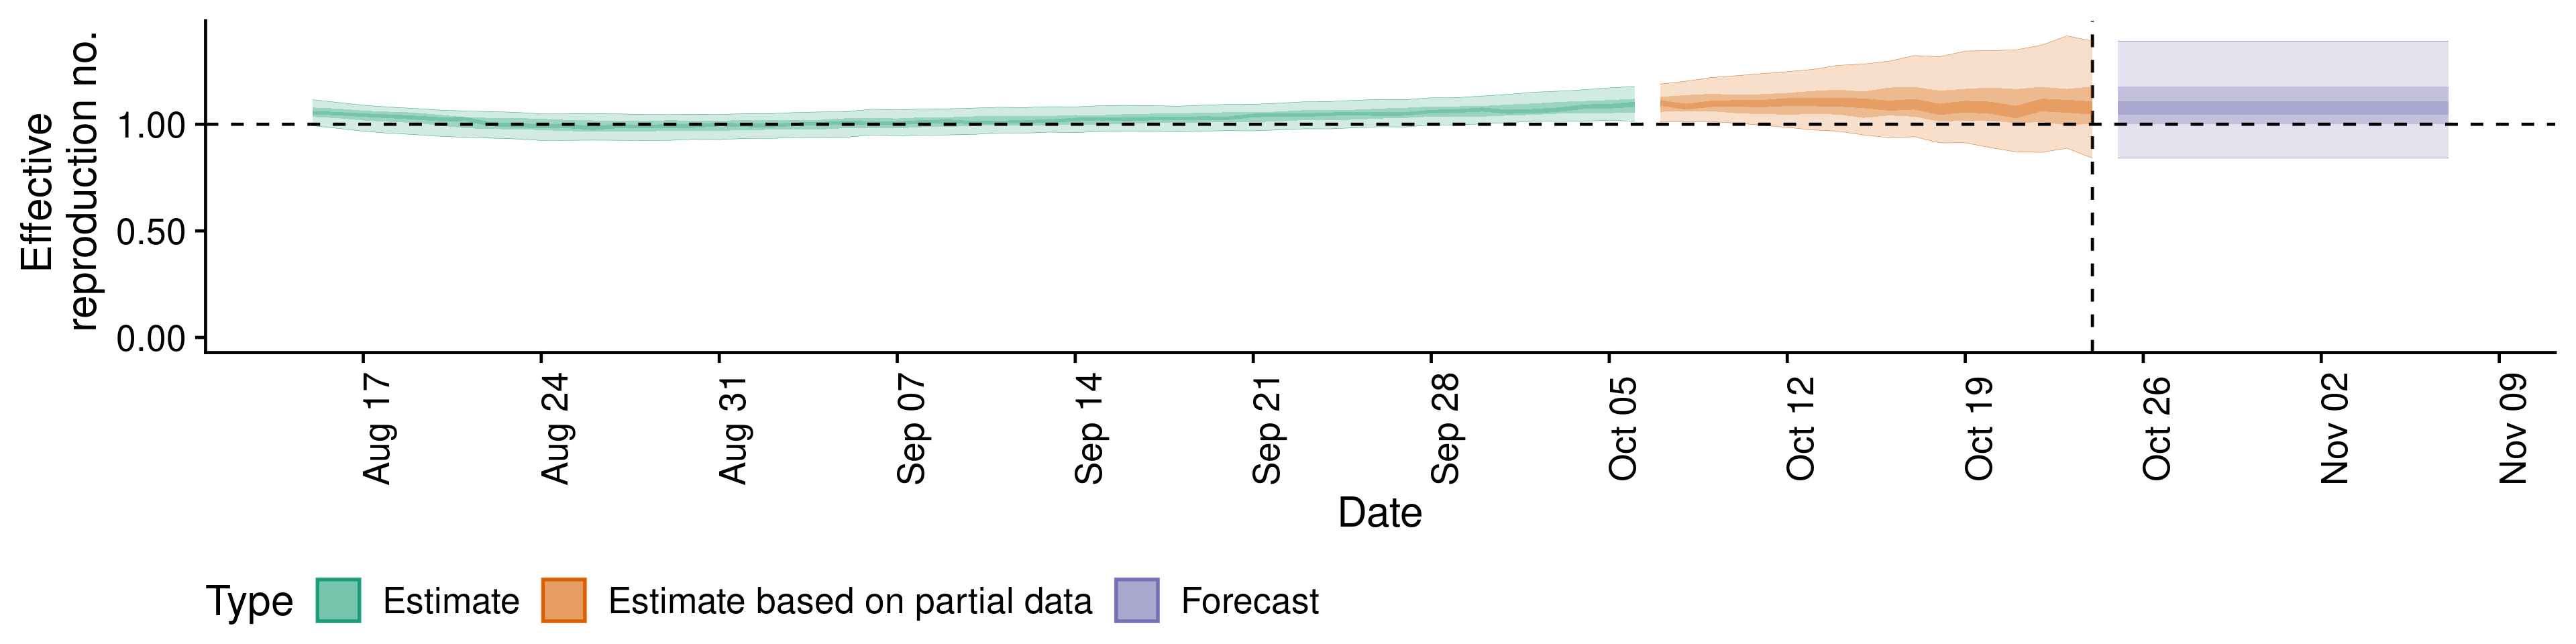 Effective
reproduction no.
1.00
0.50
0.00
Aug 17
Aug 24
Aug 31
Sep 07
Sep 14
Sep 21
Sep 28
Oct 05
Oct 12
Oct 19
Oct 26
Nov 02
Nov 09
Date
Type Estimate Estimate based on partial data Forecast